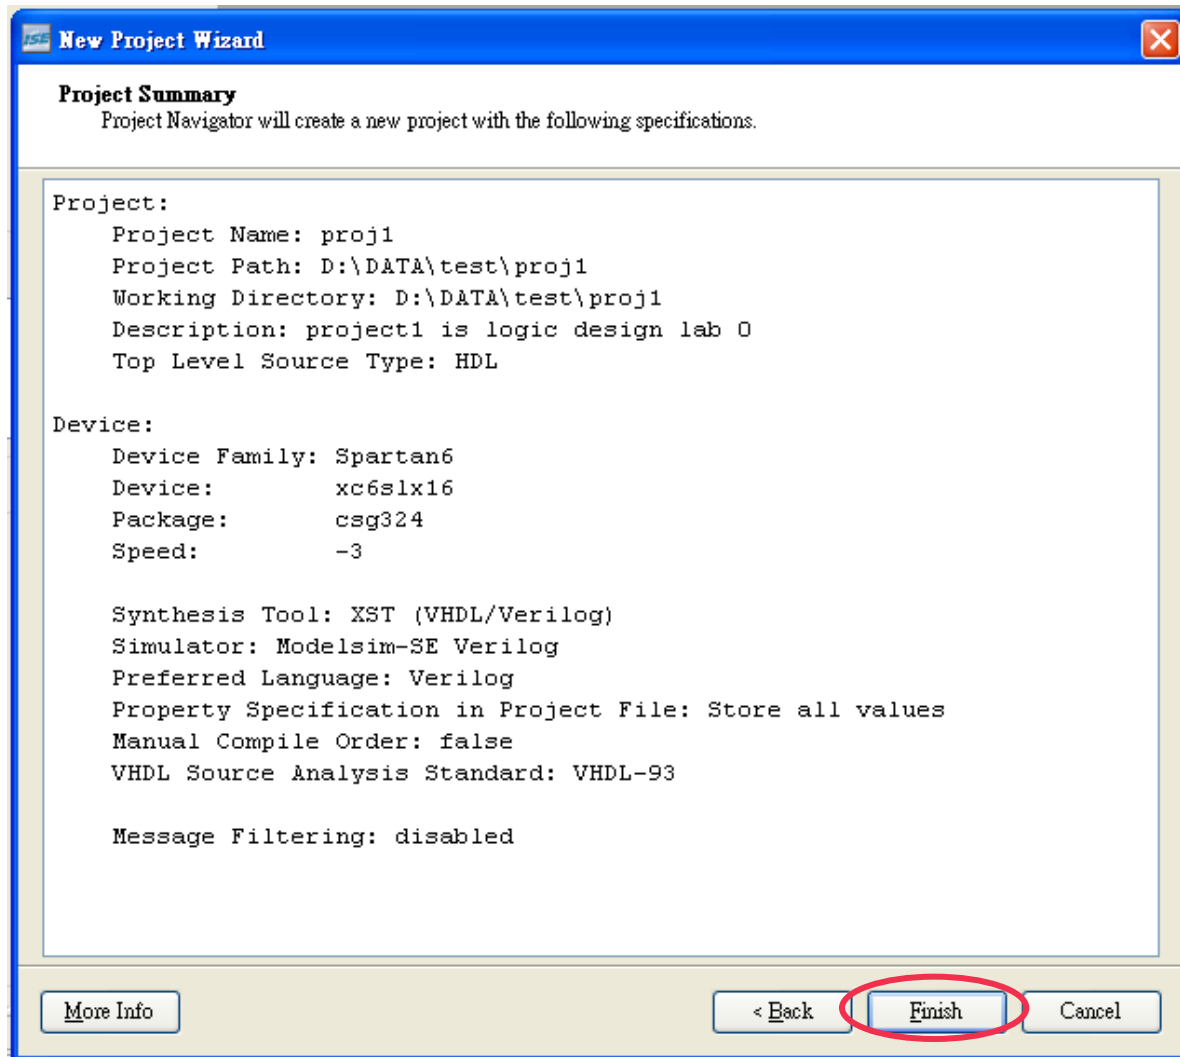 ISE New Project Wizard
Project Summary
Project Navigator will create a new project with the following specifications.
Project:
Project Name: proj1
Project Path: D:\DATA\test\proj1
Working Directory: D:\DATA\test\proj1
Description: project1 is logic design lab O
Top Level Source Type: HDL
Device:
Device Family: Spartan6
Device: xc6slx16
Package: csg324
Speed: -3
Synthesis Tool: XST (VHDL/Verilog)
Simulator: Modelsim-SE Verilog
Preferred Language: Verilog
Property Specification in Project File: Store all values
Manual Compile Order: false
VHDL Source Analysis Standard: VHDL-93
Message Filtering: disabled
More Info < Back Finish Cancel